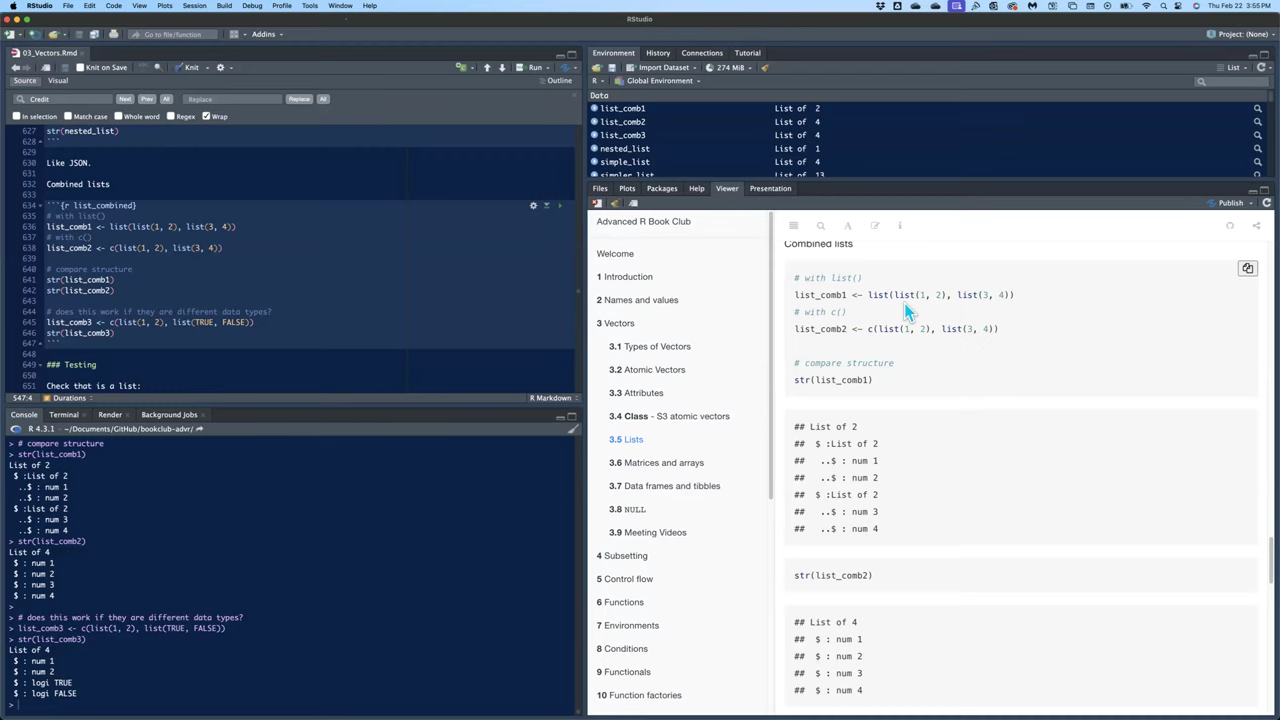 RStudio File Edit Code View Plots Session Build Debug Profile Tools Window Help Thu Feb 22 3:55 PM
RStudio
Go to file/function Addins Project: (None)
03_Vectors.Rmd
Knit on Save Knit Run
Source Visual Outline
Credit Next Prev All Replace Replace All
In selection Match case Whole word Regex Wrap
627 str(nested_list)
628 ```
629
630 Like JSON.
631
632 Combined lists
633
634 ```{r list_combined}
635 # with list()
636 list_comb1 <- list(list(1, 2), list(3, 4))
637 # with c()
638 list_comb2 <- c(list(1, 2), list(3, 4))
639
640 # compare structure
641 str(list_comb1)
642 str(list_comb2)
643
644 # does this work if they are different data types?
645 list_comb3 <- c(list(1, 2), list(TRUE, FALSE))
646 str(list_comb3)
647 ```
648
649 ### Testing
650
651 Check that is a list:
547:4 Durations R Markdown
Console Terminal Render Background Jobs
R 4.3.1 · ~/Documents/GitHub/bookclub-advr/
> # compare structure
> str(list_comb1)
List of 2
$ :List of 2
..$ : num 1
..$ : num 2
$ :List of 2
..$ : num 3
..$ : num 4
> str(list_comb2)
List of 4
$ : num 1
$ : num 2
$ : num 3
$ : num 4
>
> # does this work if they are different data types?
> list_comb3 <- c(list(1, 2), list(TRUE, FALSE))
> str(list_comb3)
List of 4
$ : num 1
$ : num 2
$ : logi TRUE
$ : logi FALSE
>
Environment History Connections Tutorial
Import Dataset 274 MiB List
R Global Environment
Data
list_comb1 List of 2
list_comb2 List of 4
list_comb3 List of 4
nested_list List of 1
simple_list List of 4
simpler_list List of 13
Files Plots Packages Help Viewer Presentation
Publish
Advanced R Book Club
Welcome
1 Introduction
2 Names and values
3 Vectors
3.1 Types of Vectors
3.2 Atomic Vectors
3.3 Attributes
3.4 Class - S3 atomic vectors
3.5 Lists
3.6 Matrices and arrays
3.7 Data frames and tibbles
3.8 NULL
3.9 Meeting Videos
4 Subsetting
5 Control flow
6 Functions
7 Environments
8 Conditions
9 Functionals
10 Function factories
Combined lists
# with list()
list_comb1 <- list(list(1, 2), list(3, 4))
# with c()
list_comb2 <- c(list(1, 2), list(3, 4))
# compare structure
str(list_comb1)
## List of 2
## $ :List of 2
## ..$ : num 1
## ..$ : num 2
## $ :List of 2
## ..$ : num 3
## ..$ : num 4
str(list_comb2)
## List of 4
## $ : num 1
## $ : num 2
## $ : num 3
## $ : num 4